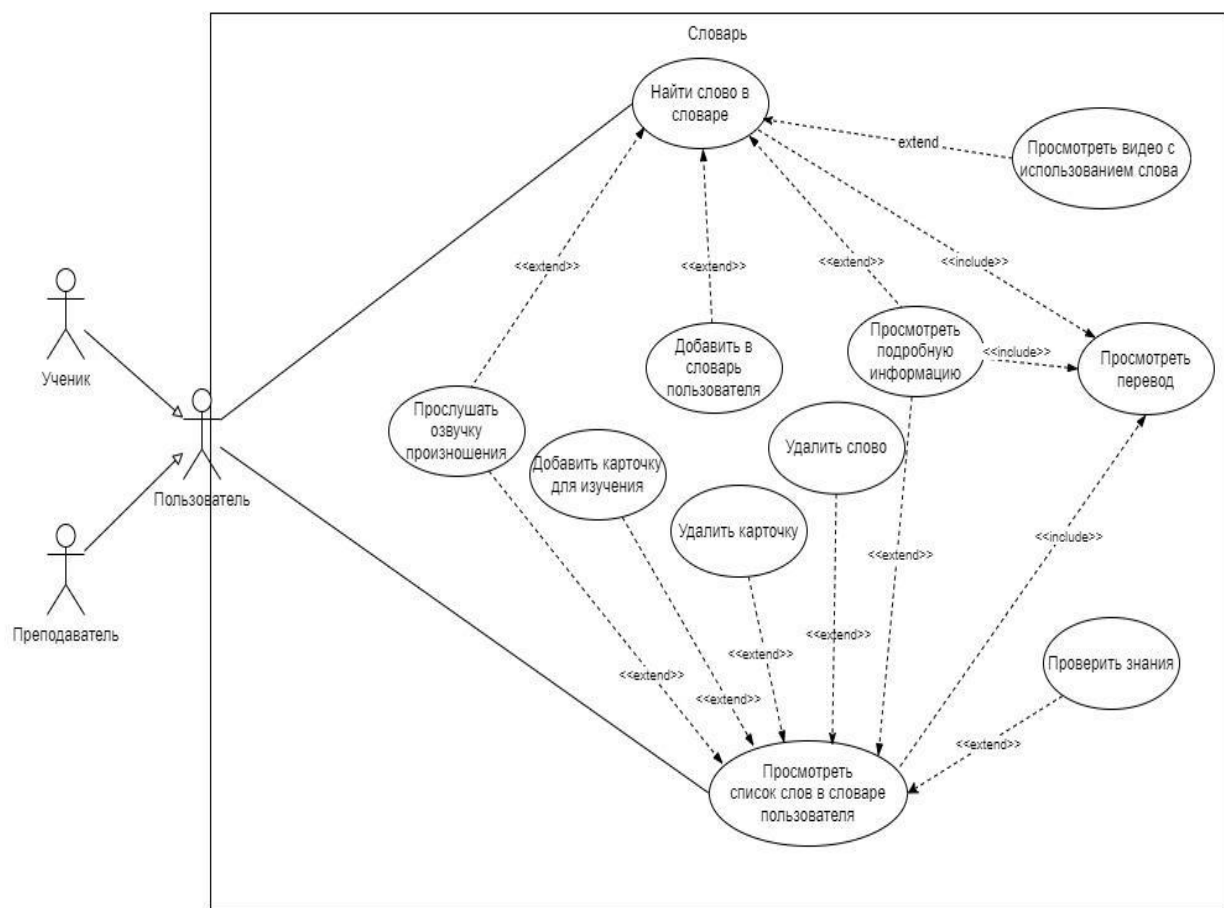 Словарь
Найти слово в
словаре
extend
Просмотреть видео с
использованием слова
<<extend>>
<<extend>>
<<extend>>
<<include>>
Ученик
Прослушать
озвучку
произношения
Добавить в
словарь
пользователя
Просмотреть
подробную
информацию
<<include>>
Просмотреть
перевод
Пользователь
Добавить карточку
для изучения
Удалить карточку
Удалить слово
<<extend>>
<<include>>
Преподаватель
<<extend>>
<<extend>>
<<extend>>
<<extend>>
Проверить знания
<<extend>>
Просмотреть
список слов в словаре
пользователя